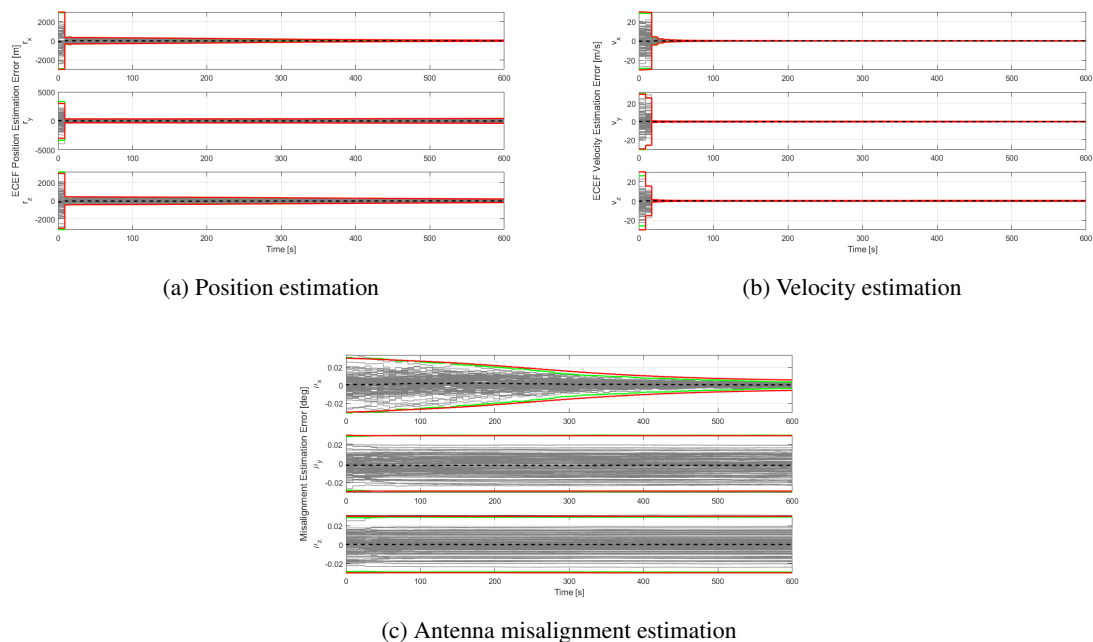 ECEF Position Estimation Error [m]
r_x
2000
0
-2000
0 100 200 300 400 500 600
r_y
5000
0
-5000
0 100 200 300 400 500 600
r_z
2000
0
-2000
0 100 200 300 400 500 600
Time [s]
(a) Position estimation
ECEF Velocity Estimation Error [m/s]
v_x
20
0
-20
0 100 200 300 400 500 600
v_y
20
0
-20
0 100 200 300 400 500 600
v_z
20
0
-20
0 100 200 300 400 500 600
Time [s]
(b) Velocity estimation
Misalignment Estimation Error [deg]
μ_x
0.02
0
-0.02
0 100 200 300 400 500 600
μ_y
0.02
0
-0.02
0 100 200 300 400 500 600
μ_z
0.02
0
-0.02
0 100 200 300 400 500 600
Time [s]
(c) Antenna misalignment estimation